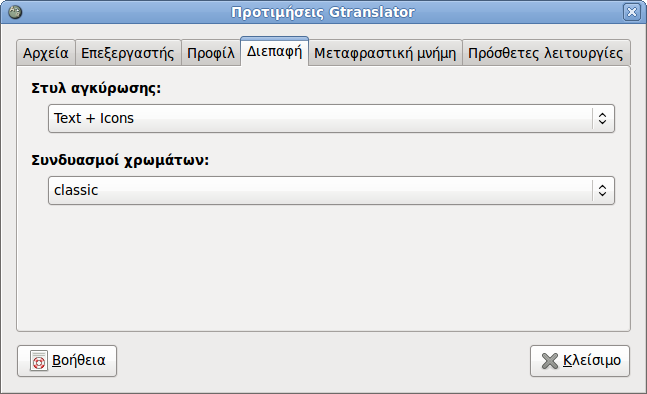 Προτιμήσεις Gtranslator
Αρχεία Επεξεργαστής Προφίλ Διεπαφή Μεταφραστική μνήμη Πρόσθετες λειτουργίες
Στυλ αγκύρωσης:
Text + Icons
Συνδυασμοί χρωμάτων:
classic
Βοήθεια Κλείσιμο